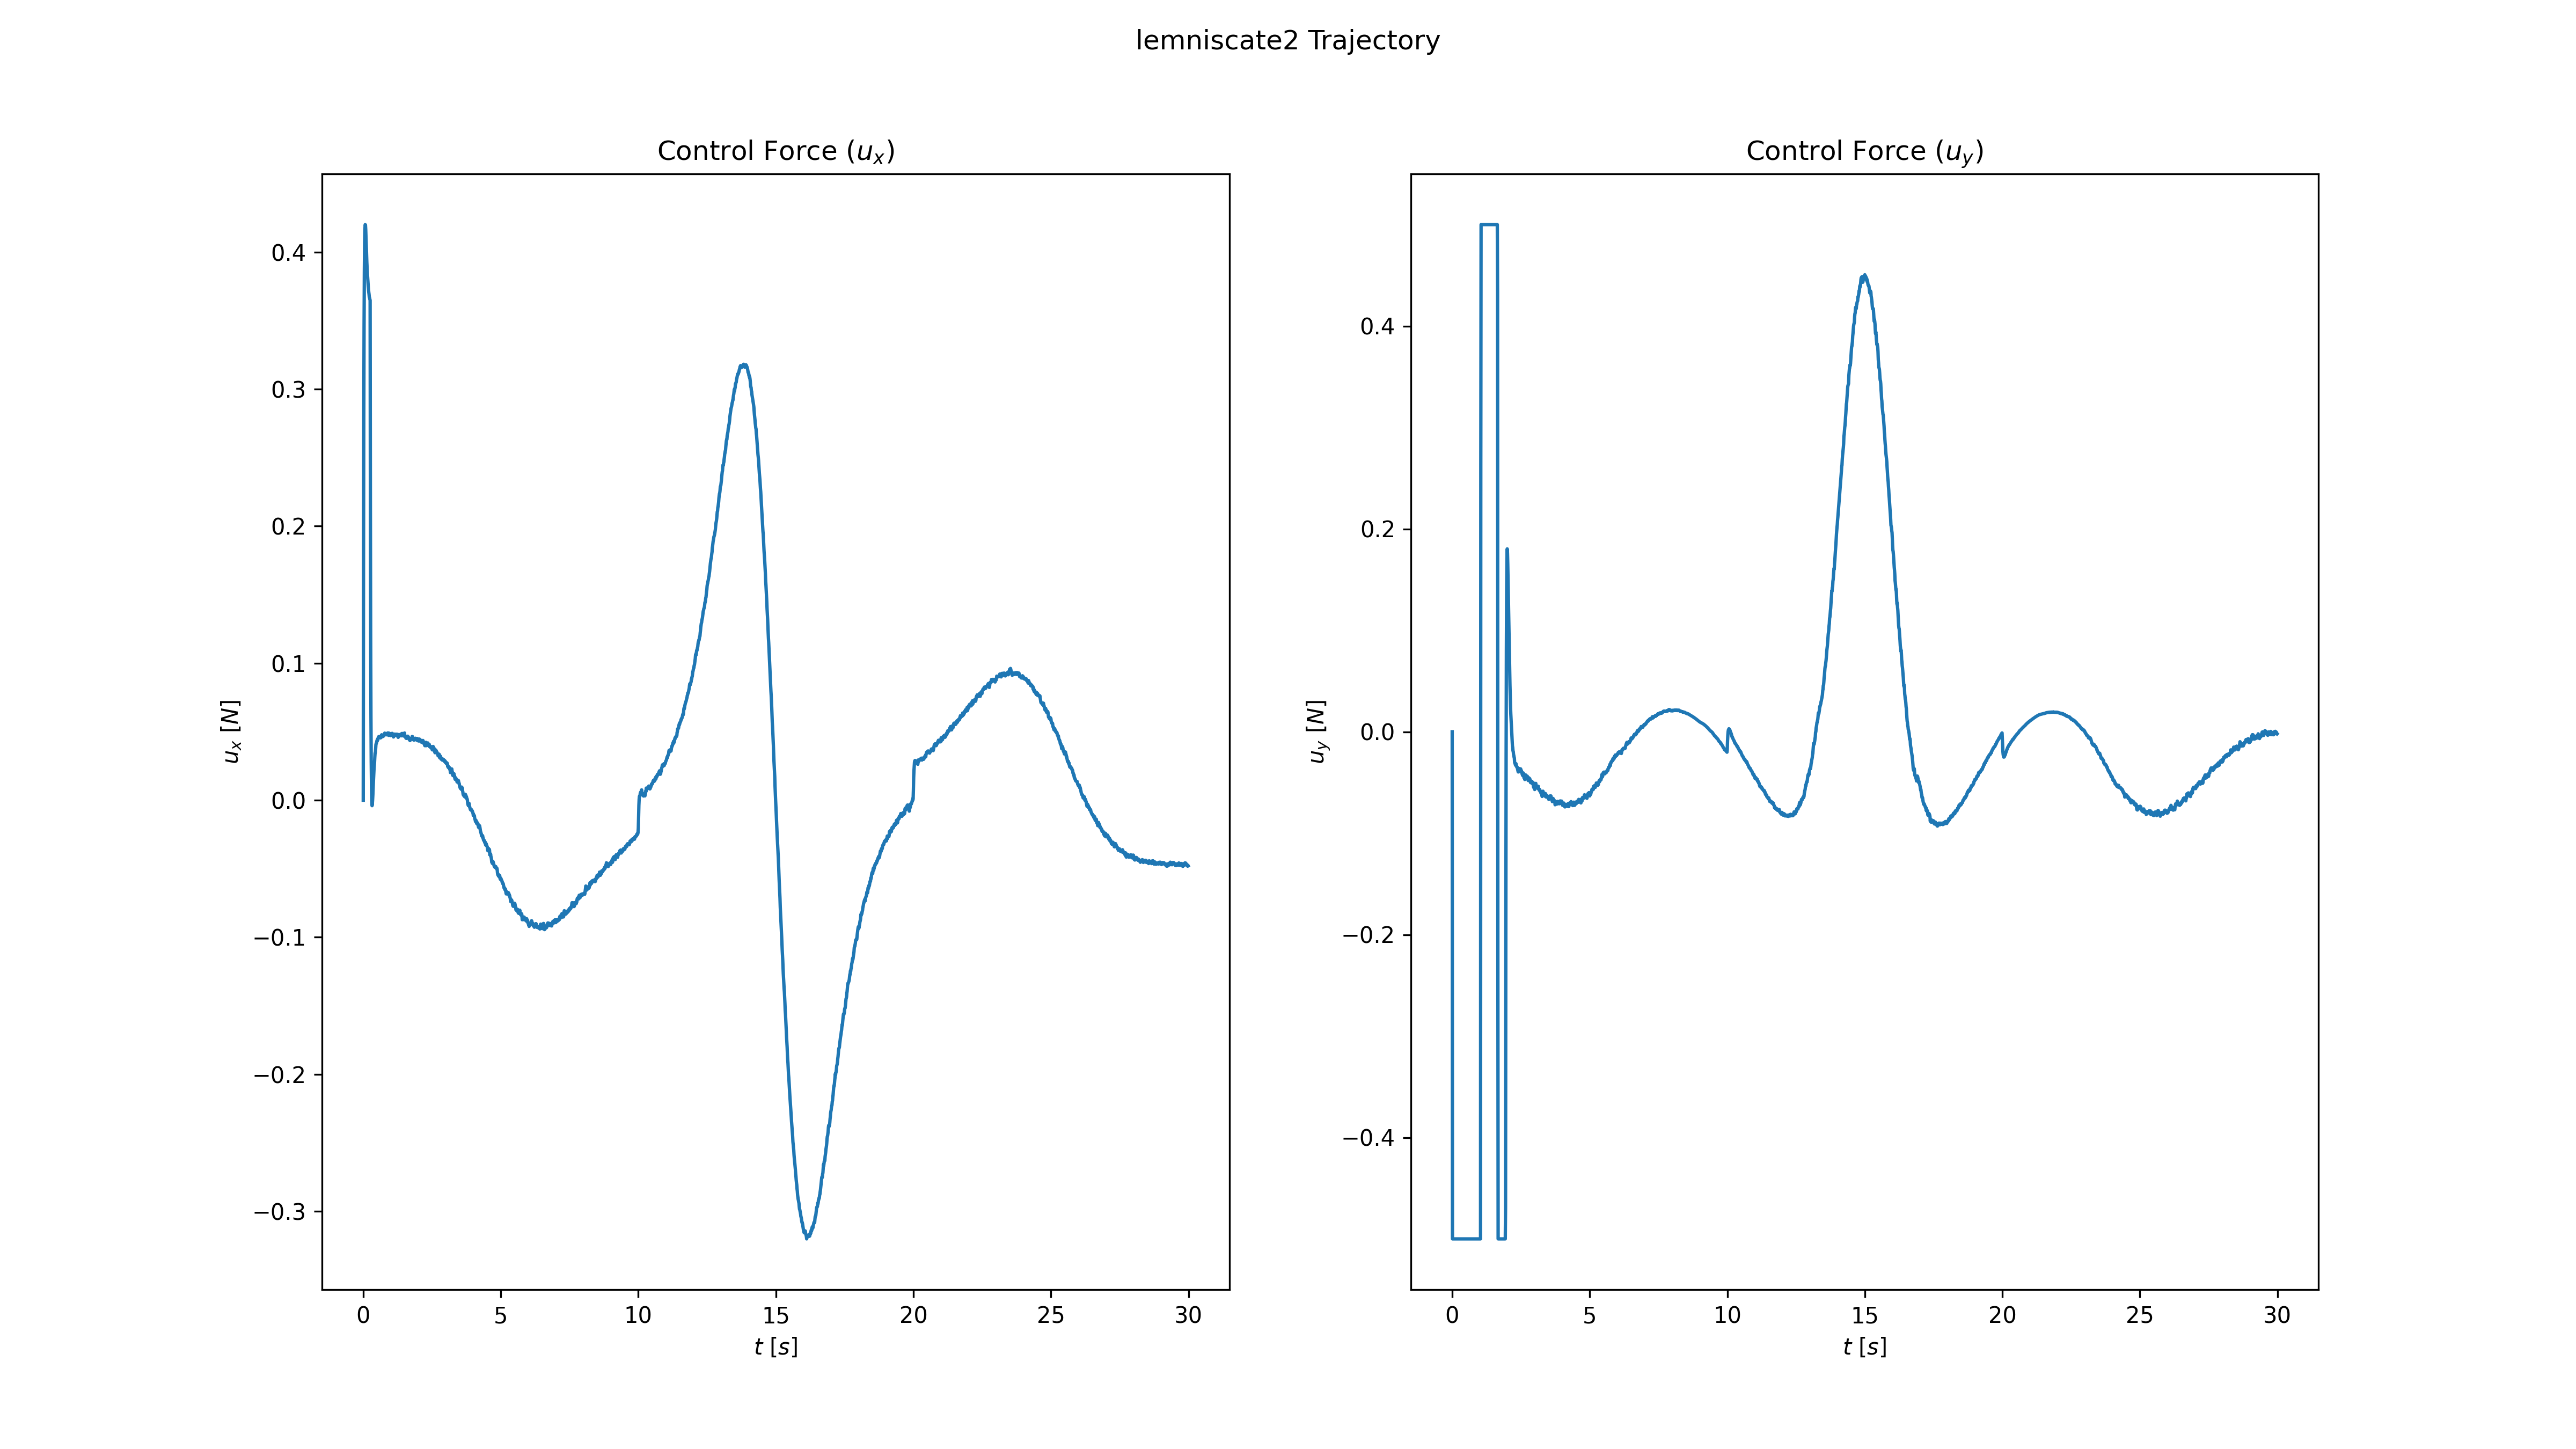 lemniscate2 Trajectory
Control Force (u_x)
0.4
0.3
0.2
0.1
0.0
−0.1
−0.2
−0.3
u_x [N]
0 5 10 15 20 25 30
t [s]
Control Force (u_y)
0.4
0.2
0.0
−0.2
−0.4
u_y [N]
0 5 10 15 20 25 30
t [s]